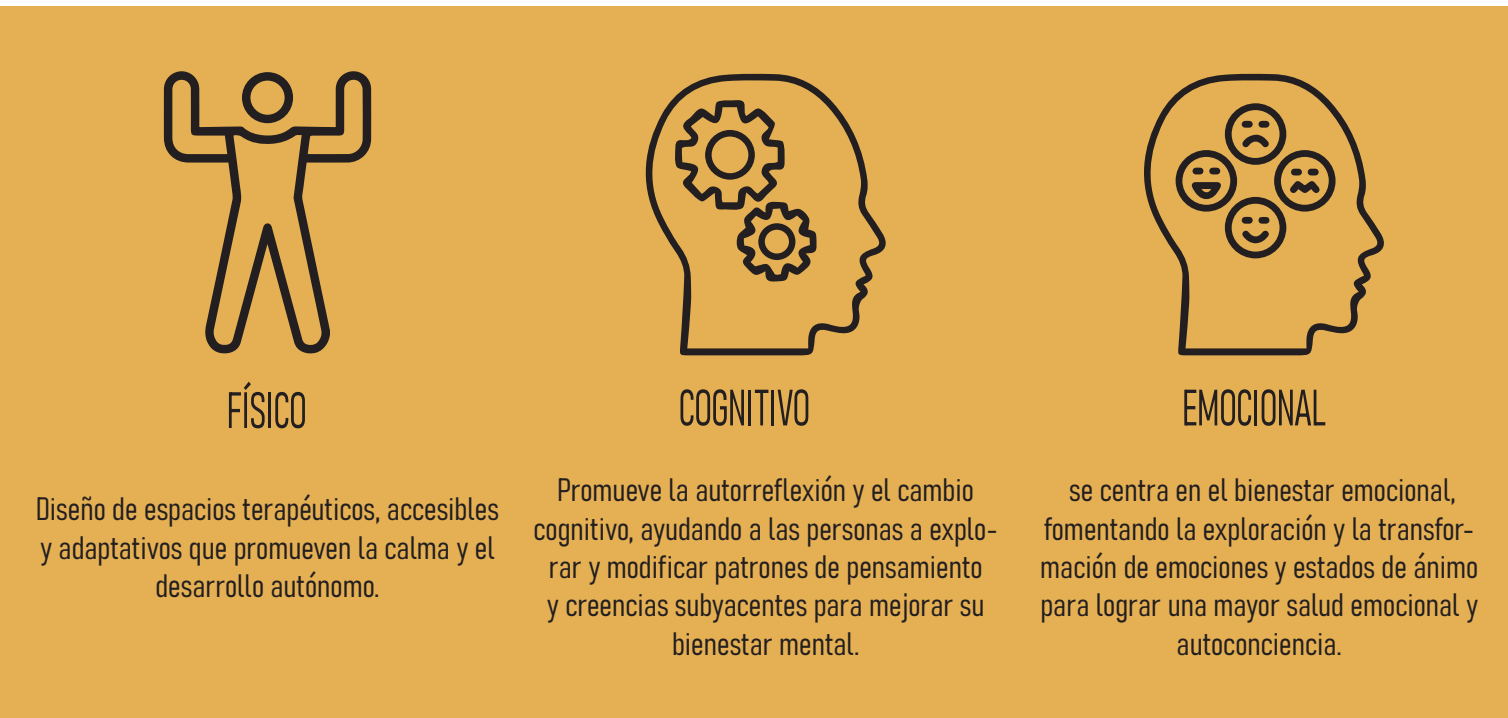 FÍSICO
Diseño de espacios terapéuticos, accesibles
y adaptativos que promueven la calma y el
desarrollo autónomo.
COGNITIVO
Promueve la autorreflexión y el cambio
cognitivo, ayudando a las personas a explo-
rar y modificar patrones de pensamiento
y creencias subyacentes para mejorar su
bienestar mental.
EMOCIONAL
se centra en el bienestar emocional,
fomentando la exploración y la transfor-
mación de emociones y estados de ánimo
para lograr una mayor salud emocional y
autoconciencia.